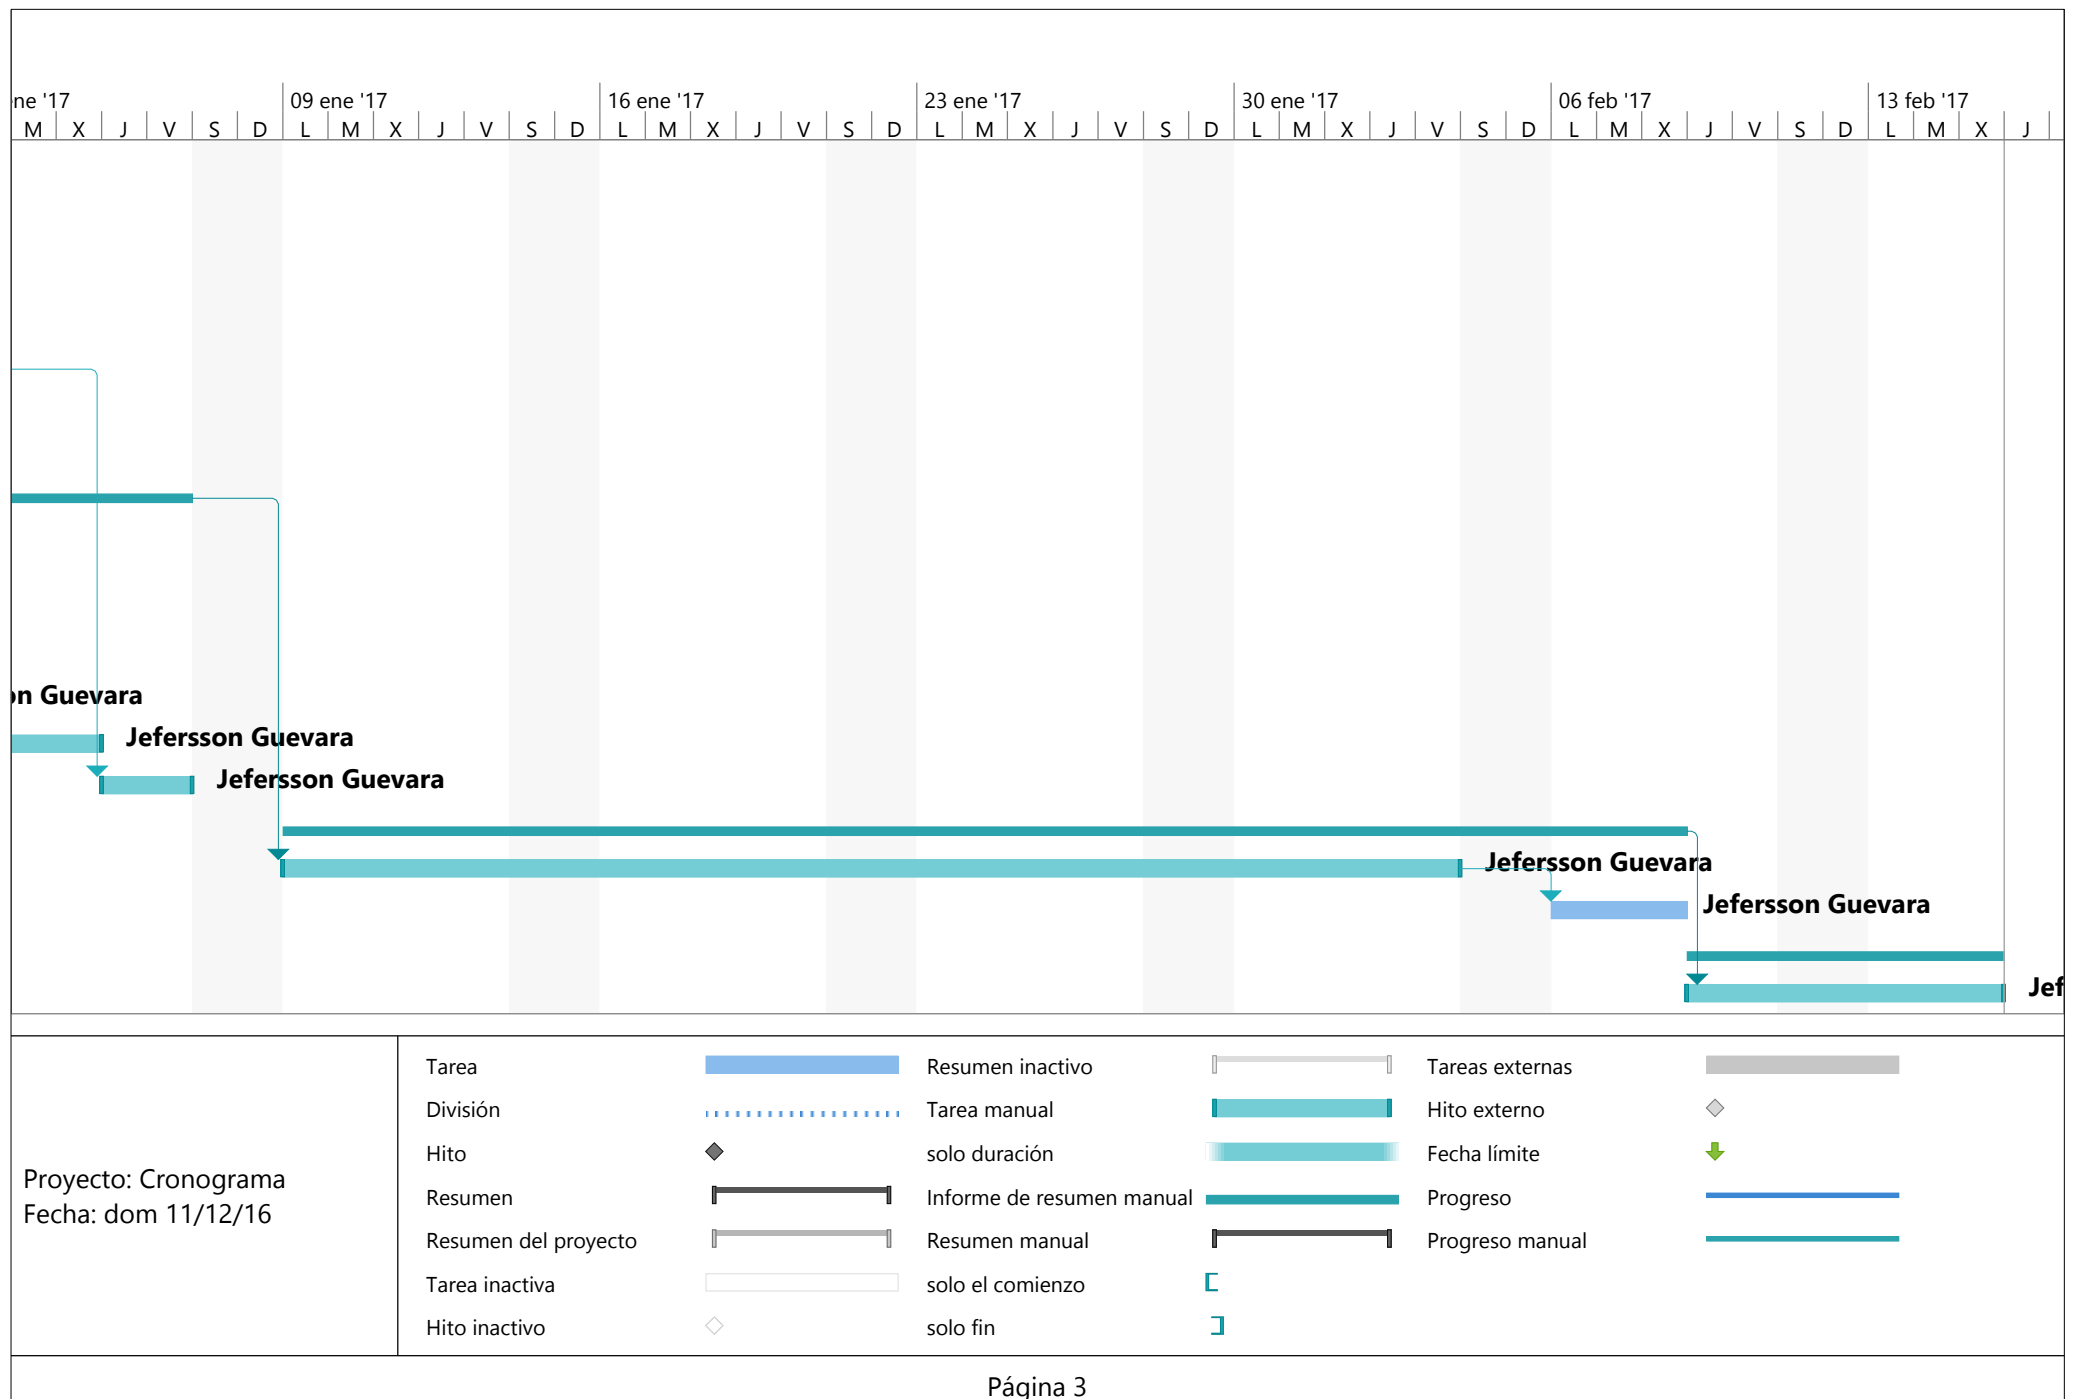 ne '17 09 ene '17 16 ene '17 23 ene '17 30 ene '17 06 feb '17 13 feb '17
M X J V S D L M X J V S D L M X J V S D L M X J V S D L M X J V S D L M X J V S D L M X J
on Guevara
Jefersson Guevara
Jefersson Guevara
Jefersson Guevara
Jefersson Guevara
Jef
Proyecto: Cronograma
Fecha: dom 11/12/16
Tarea
División
Hito
Resumen
Resumen del proyecto
Tarea inactiva
Hito inactivo
Resumen inactivo
Tarea manual
solo duración
Informe de resumen manual
Resumen manual
solo el comienzo
solo fin
Tareas externas
Hito externo
Fecha límite
Progreso
Progreso manual
Página 3